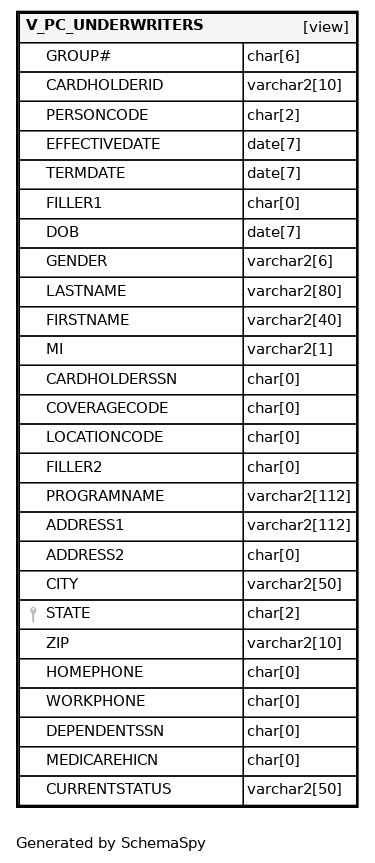 V_PC_UNDERWRITERS [view]
GROUP# char[6]
CARDHOLDERID varchar2[10]
PERSONCODE char[2]
EFFECTIVEDATE date[7]
TERMDATE date[7]
FILLER1 char[0]
DOB date[7]
GENDER varchar2[6]
LASTNAME varchar2[80]
FIRSTNAME varchar2[40]
MI varchar2[1]
CARDHOLDERSSN char[0]
COVERAGECODE char[0]
LOCATIONCODE char[0]
FILLER2 char[0]
PROGRAMNAME varchar2[112]
ADDRESS1 varchar2[112]
ADDRESS2 char[0]
CITY varchar2[50]
STATE char[2]
ZIP varchar2[10]
HOMEPHONE char[0]
WORKPHONE char[0]
DEPENDENTSSN char[0]
MEDICAREHICN char[0]
CURRENTSTATUS varchar2[50]
Generated by SchemaSpy